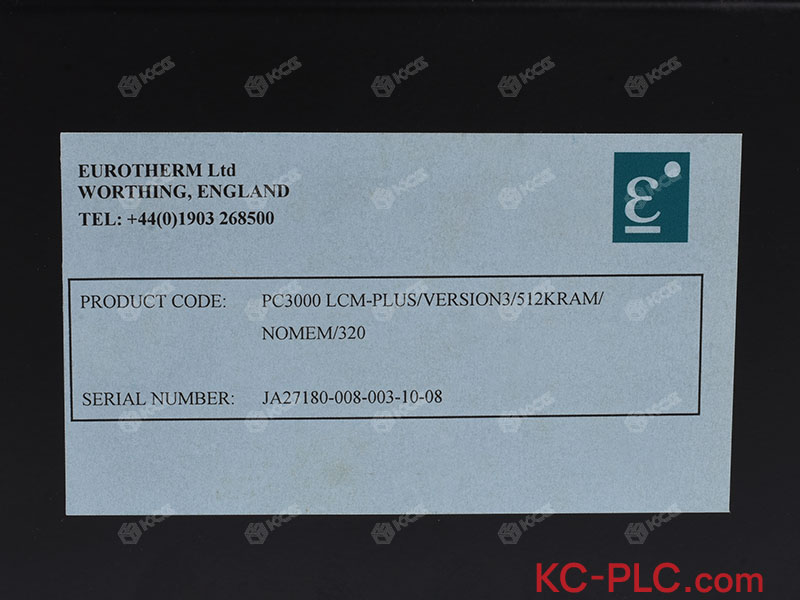 EUROTHERM Ltd
WORTHING, ENGLAND
TEL: +44(0)1903 268500
PRODUCT CODE: PC3000 LCM-PLUS/VERSION3/512KRAM/
NOMEM/320
SERIAL NUMBER: JA27180-008-003-10-08
KC-PLC.com